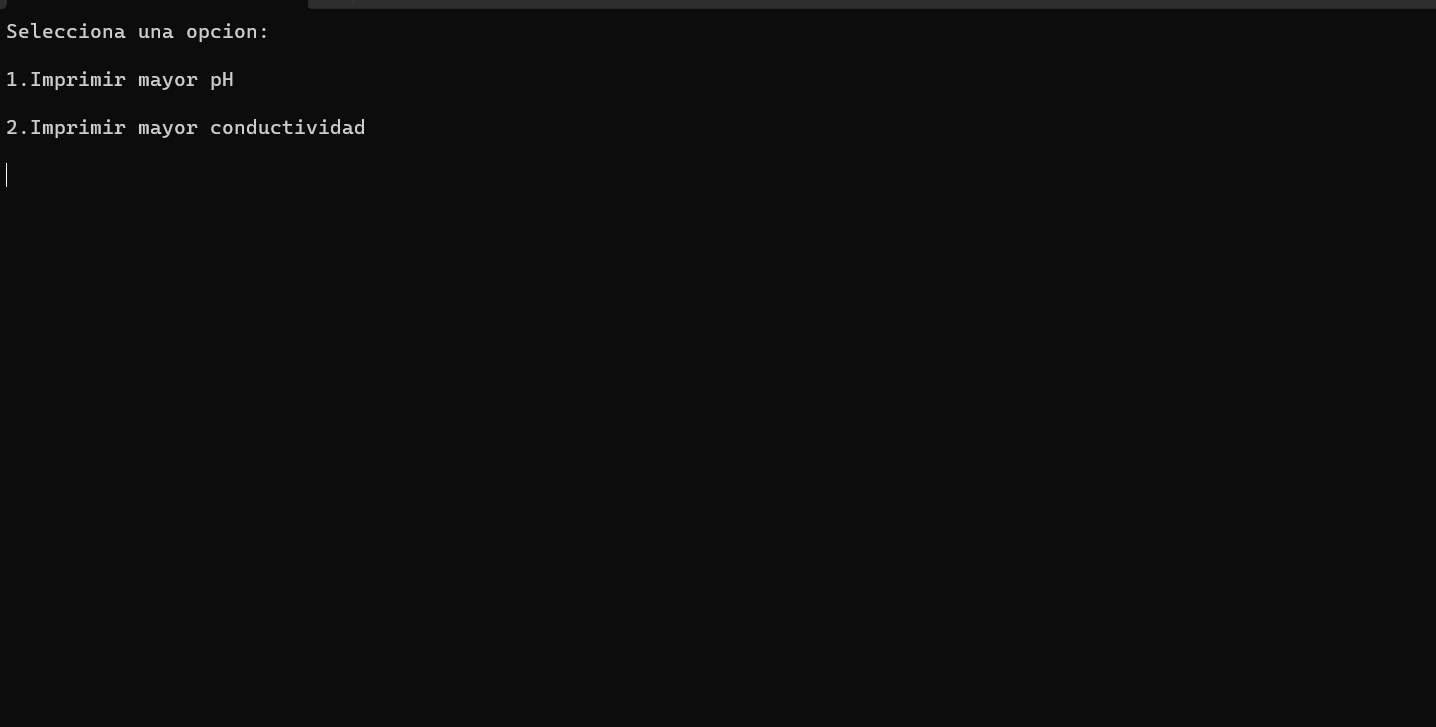 Selecciona una opcion:
1.Imprimir mayor pH
2.Imprimir mayor conductividad